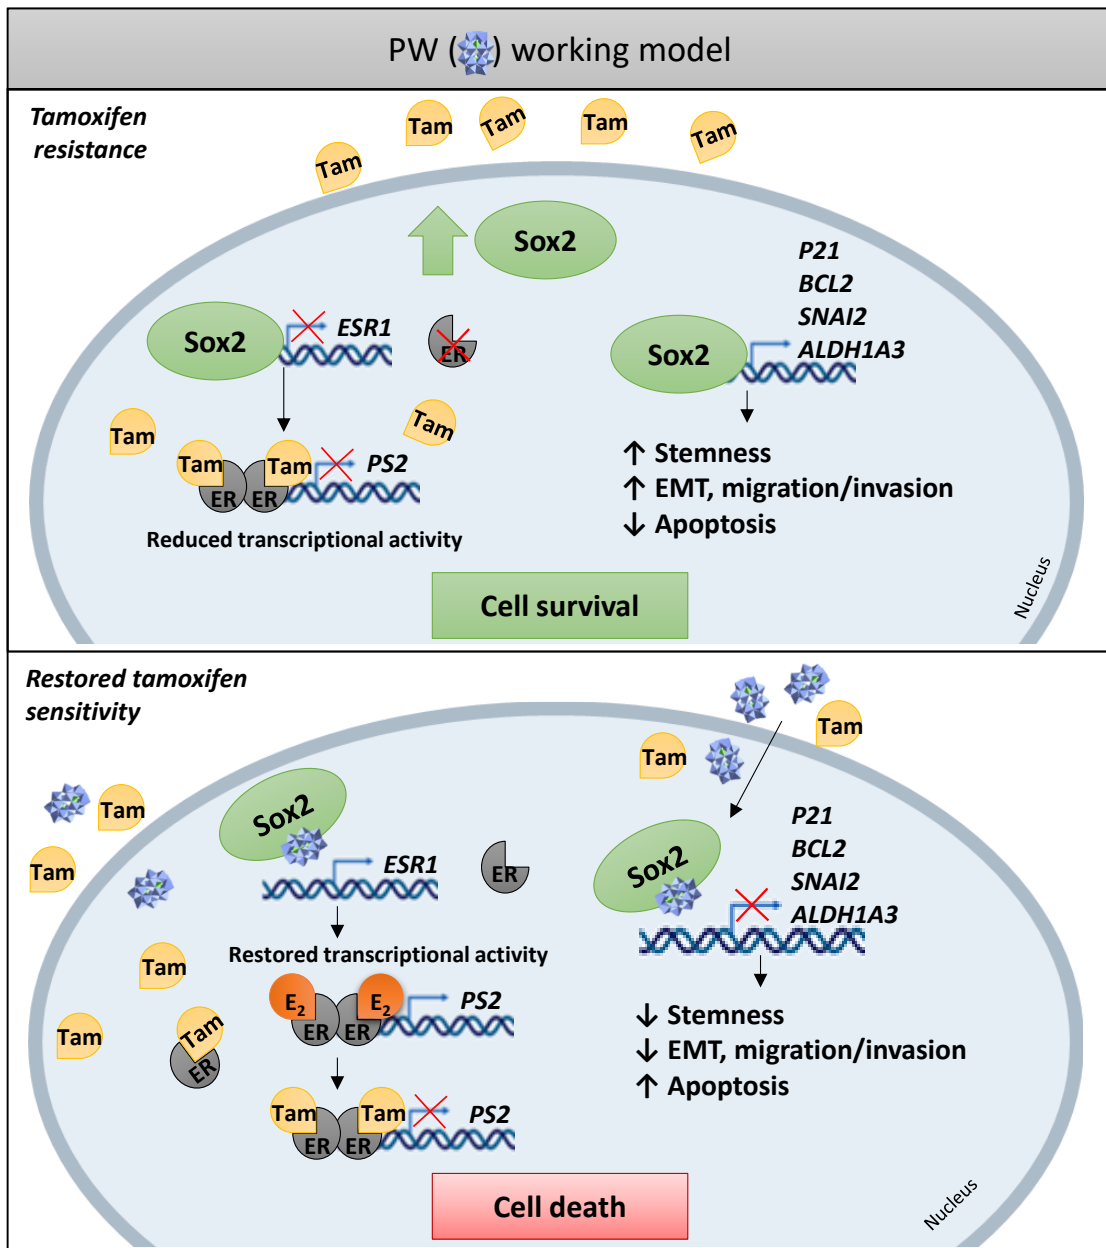 PW ( ) working model
Tamoxifen
resistance
Tam
Tam
Tam
Tam
Tam
Sox2
P21
BCL2
SNAI2
ALDH1A3
Sox2
ESR1
ER
Sox2
Tam
Tam
Tam
Tam
ER
ER
PS2
Reduced transcriptional activity
↑ Stemness
↑ EMT, migration/invasion
↓ Apoptosis
Cell survival
Nucleus
Restored tamoxifen
sensitivity
Tam
Tam
Tam
Tam
Sox2
ESR1
ER
Sox2
P21
BCL2
SNAI2
ALDH1A3
Restored transcriptional activity
Tam
Tam
Tam
ER
E2
E2
ER
ER
PS2
Tam
Tam
ER
ER
PS2
↓ Stemness
↓ EMT, migration/invasion
↑ Apoptosis
Cell death
Nucleus